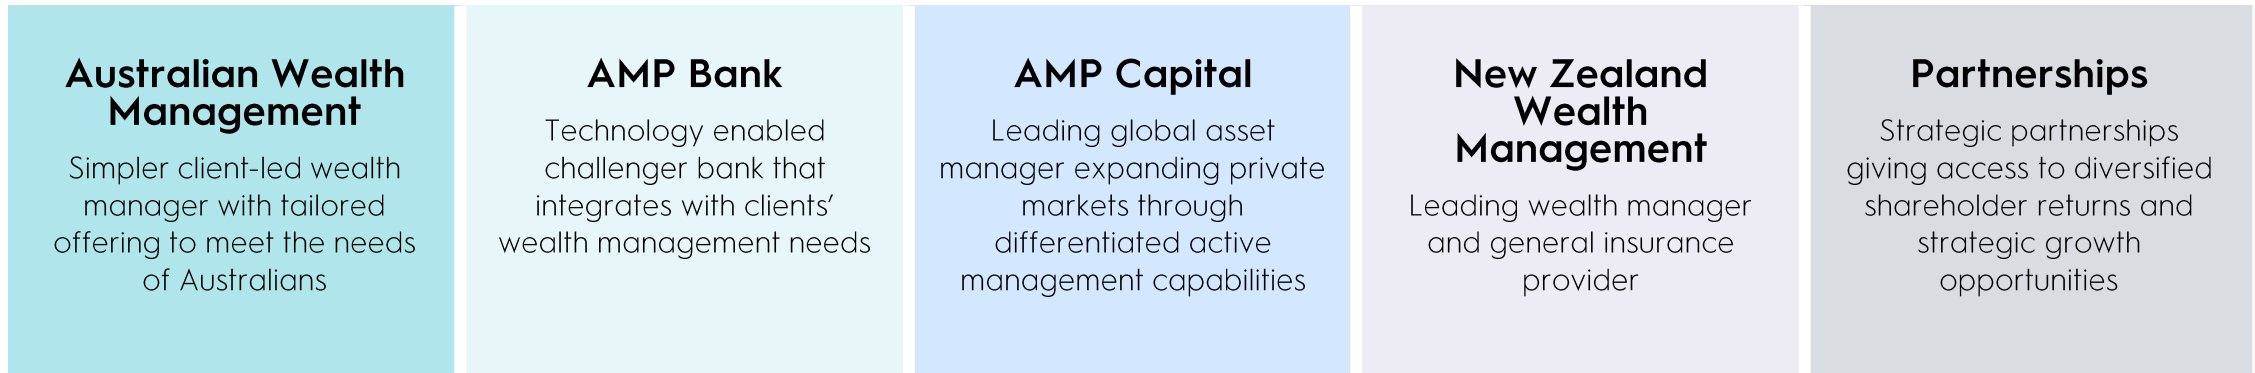 Australian Wealth
Management
Simpler client-led wealth
manager with tailored
offering to meet the needs
of Australians
AMP Bank
Technology enabled
challenger bank that
integrates with clients’
wealth management needs
AMP Capital
Leading global asset
manager expanding private
markets through
differentiated active
management capabilities
New Zealand
Wealth
Management
Leading wealth manager
and general insurance
provider
Partnerships
Strategic partnerships
giving access to diversified
shareholder returns and
strategic growth
opportunities